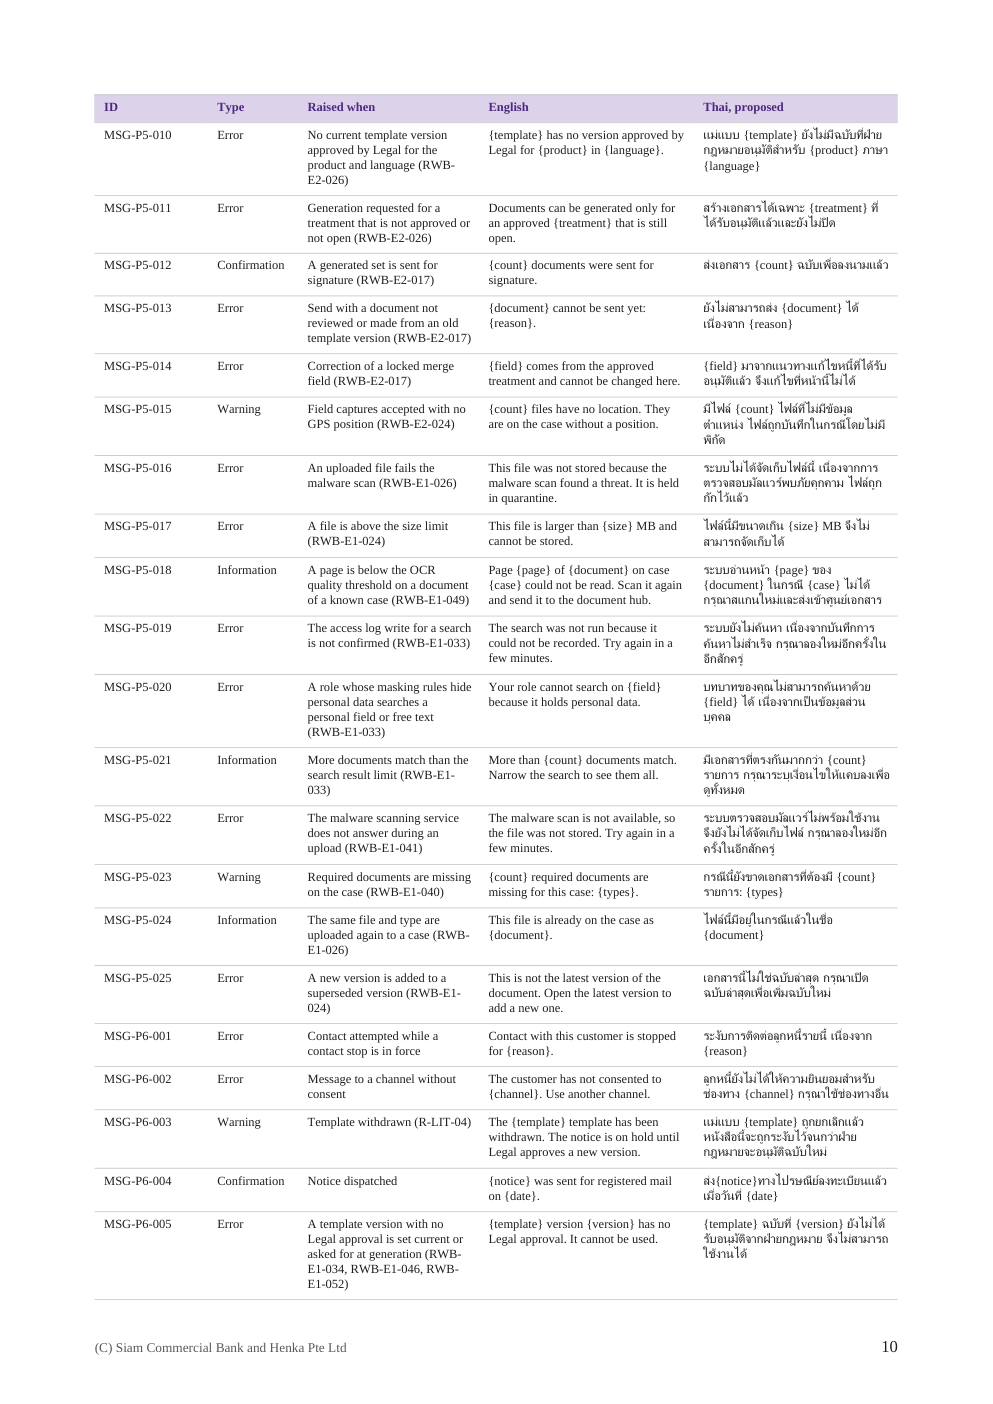 ID Type Raised when English Thai, proposed
MSG-P5-010 Error No current template version {template} has no version approved by แม่แบบ {template} ยังไม่มีฉบับที่ฝ่าย
approved by Legal for the Legal for {product} in {language}. กฎหมายอนุมัติสำหรับ {product} ภาษา
product and language (RWB- {language}
E2-026)
MSG-P5-011 Error Generation requested for a Documents can be generated only for สร้างเอกสารได้เฉพาะ {treatment} ที่
treatment that is not approved or an approved {treatment} that is still ได้รับอนุมัติแล้วและยังไม่ปิด
not open (RWB-E2-026) open.
MSG-P5-012 Confirmation A generated set is sent for {count} documents were sent for ส่งเอกสาร {count} ฉบับเพื่อลงนามแล้ว
signature (RWB-E2-017) signature.
MSG-P5-013 Error Send with a document not {document} cannot be sent yet: ยังไม่สามารถส่ง {document} ได้
reviewed or made from an old {reason}. เนื่องจาก {reason}
template version (RWB-E2-017)
MSG-P5-014 Error Correction of a locked merge {field} comes from the approved {field} มาจากแนวทางแก้ไขหนี้ที่ได้รับ
field (RWB-E2-017) treatment and cannot be changed here. อนุมัติแล้ว จึงแก้ไขที่หน้านี้ไม่ได้
MSG-P5-015 Warning Field captures accepted with no {count} files have no location. They มีไฟล์ {count} ไฟล์ที่ไม่มีข้อมูล
GPS position (RWB-E2-024) are on the case without a position. ตำแหน่ง ไฟล์ถูกบันทึกในกรณีโดยไม่มี
พิกัด
MSG-P5-016 Error An uploaded file fails the This file was not stored because the ระบบไม่ได้จัดเก็บไฟล์นี้ เนื่องจากการ
malware scan (RWB-E1-026) malware scan found a threat. It is held ตรวจสอบมัลแวร์พบภัยคุกคาม ไฟล์ถูก
in quarantine. กักไว้แล้ว
MSG-P5-017 Error A file is above the size limit This file is larger than {size} MB and ไฟล์นี้มีขนาดเกิน {size} MB จึงไม่
(RWB-E1-024) cannot be stored. สามารถจัดเก็บได้
MSG-P5-018 Information A page is below the OCR Page {page} of {document} on case ระบบอ่านหน้า {page} ของ
quality threshold on a document {case} could not be read. Scan it again {document} ในกรณี {case} ไม่ได้
of a known case (RWB-E1-049) and send it to the document hub. กรุณาสแกนใหม่และส่งเข้าศูนย์เอกสาร
MSG-P5-019 Error The access log write for a search The search was not run because it ระบบยังไม่ค้นหา เนื่องจากบันทึกการ
is not confirmed (RWB-E1-033) could not be recorded. Try again in a ค้นหาไม่สำเร็จ กรุณาลองใหม่อีกครั้งใน
few minutes. อีกสักครู่
MSG-P5-020 Error A role whose masking rules hide Your role cannot search on {field} บทบาทของคุณไม่สามารถค้นหาด้วย
personal data searches a because it holds personal data. {field} ได้ เนื่องจากเป็นข้อมูลส่วน
personal field or free text บุคคล
(RWB-E1-033)
MSG-P5-021 Information More documents match than the More than {count} documents match. มีเอกสารที่ตรงกันมากกว่า {count}
search result limit (RWB-E1- Narrow the search to see them all. รายการ กรุณาระบุเงื่อนไขให้แคบลงเพื่อ
033) ดูทั้งหมด
MSG-P5-022 Error The malware scanning service The malware scan is not available, so ระบบตรวจสอบมัลแวร์ไม่พร้อมใช้งาน
does not answer during an the file was not stored. Try again in a จึงยังไม่ได้จัดเก็บไฟล์ กรุณาลองใหม่อีก
upload (RWB-E1-041) few minutes. ครั้งในอีกสักครู่
MSG-P5-023 Warning Required documents are missing {count} required documents are กรณีนี้ยังขาดเอกสารที่ต้องมี {count}
on the case (RWB-E1-040) missing for this case: {types}. รายการ: {types}
MSG-P5-024 Information The same file and type are This file is already on the case as ไฟล์นี้มีอยู่ในกรณีแล้วในชื่อ
uploaded again to a case (RWB- {document}. {document}
E1-026)
MSG-P5-025 Error A new version is added to a This is not the latest version of the เอกสารนี้ไม่ใช่ฉบับล่าสุด กรุณาเปิด
superseded version (RWB-E1- document. Open the latest version to ฉบับล่าสุดเพื่อเพิ่มฉบับใหม่
024) add a new one.
MSG-P6-001 Error Contact attempted while a Contact with this customer is stopped ระงับการติดต่อลูกหนี้รายนี้ เนื่องจาก
contact stop is in force for {reason}. {reason}
MSG-P6-002 Error Message to a channel without The customer has not consented to ลูกหนี้ยังไม่ได้ให้ความยินยอมสำหรับ
consent {channel}. Use another channel. ช่องทาง {channel} กรุณาใช้ช่องทางอื่น
MSG-P6-003 Warning Template withdrawn (R-LIT-04) The {template} template has been แม่แบบ {template} ถูกยกเลิกแล้ว
withdrawn. The notice is on hold until หนังสือนี้จะถูกระงับไว้จนกว่าฝ่าย
Legal approves a new version. กฎหมายจะอนุมัติฉบับใหม่
MSG-P6-004 Confirmation Notice dispatched {notice} was sent for registered mail ส่ง{notice}ทางไปรษณีย์ลงทะเบียนแล้ว
on {date}. เมื่อวันที่ {date}
MSG-P6-005 Error A template version with no {template} version {version} has no {template} ฉบับที่ {version} ยังไม่ได้
Legal approval is set current or Legal approval. It cannot be used. รับอนุมัติจากฝ่ายกฎหมาย จึงไม่สามารถ
asked for at generation (RWB- ใช้งานได้
E1-034, RWB-E1-046, RWB-
E1-052)
(C) Siam Commercial Bank and Henka Pte Ltd 10